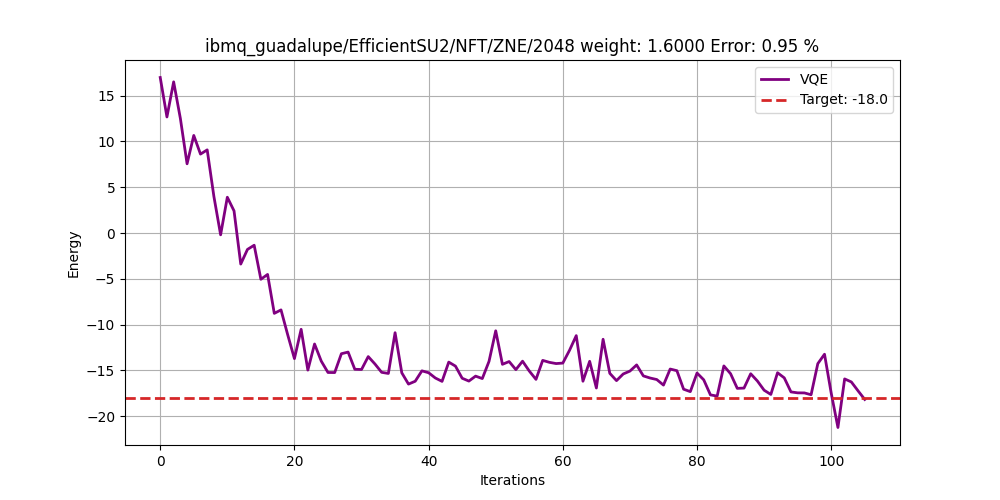 ibmq_guadalupe/EfficientSU2/NFT/ZNE/2048 weight: 1.6000 Error: 0.95 %
VQE
Target: -18.0
15
10
5
0
−5
−10
−15
−20
Energy
0 20 40 60 80 100
Iterations